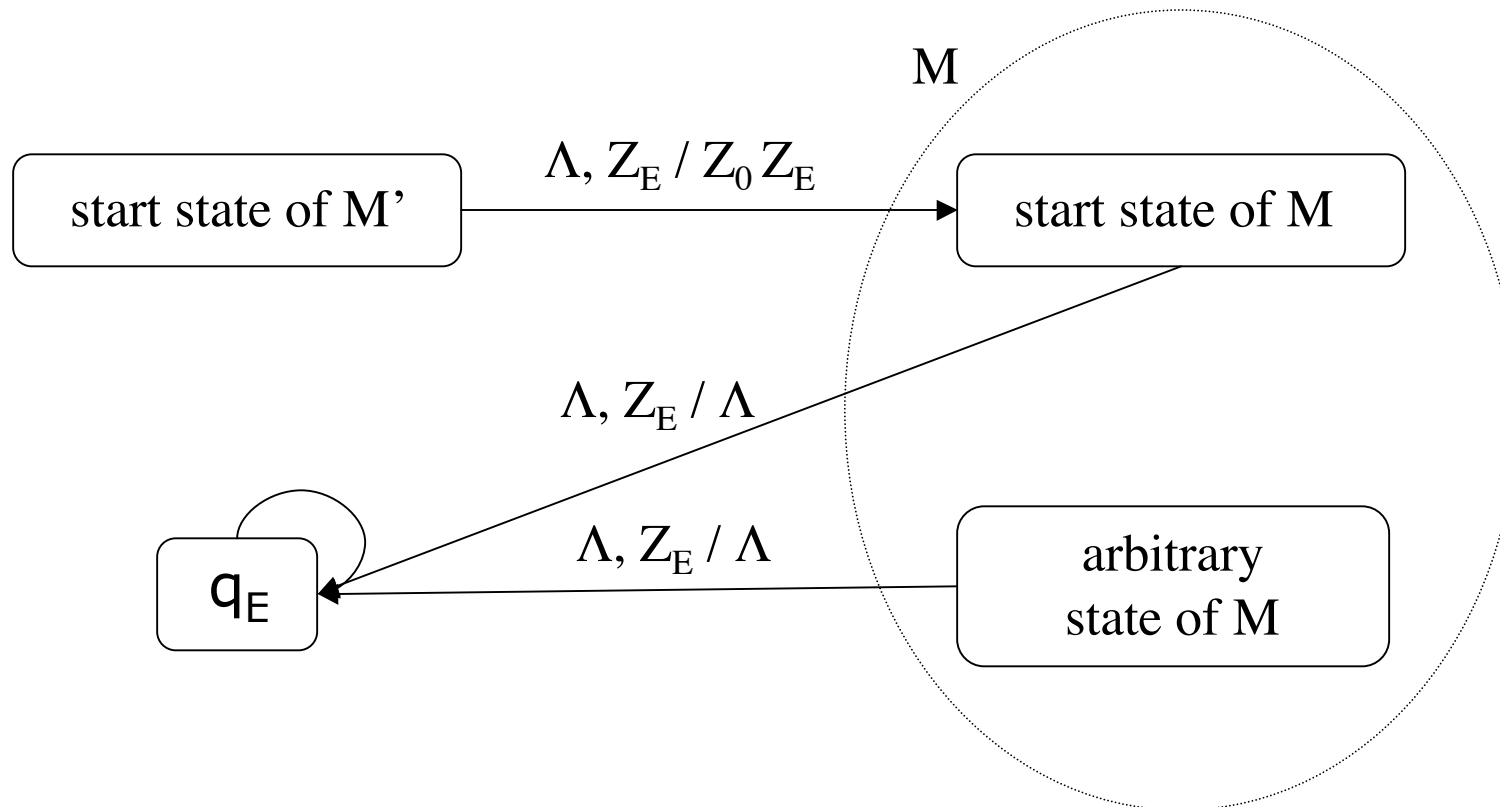 M
Λ, Z_E / Z_0 Z_E
start state of M’
start state of M
Λ, Z_E / Λ
Λ, Z_E / Λ
arbitrary
state of M
q_E